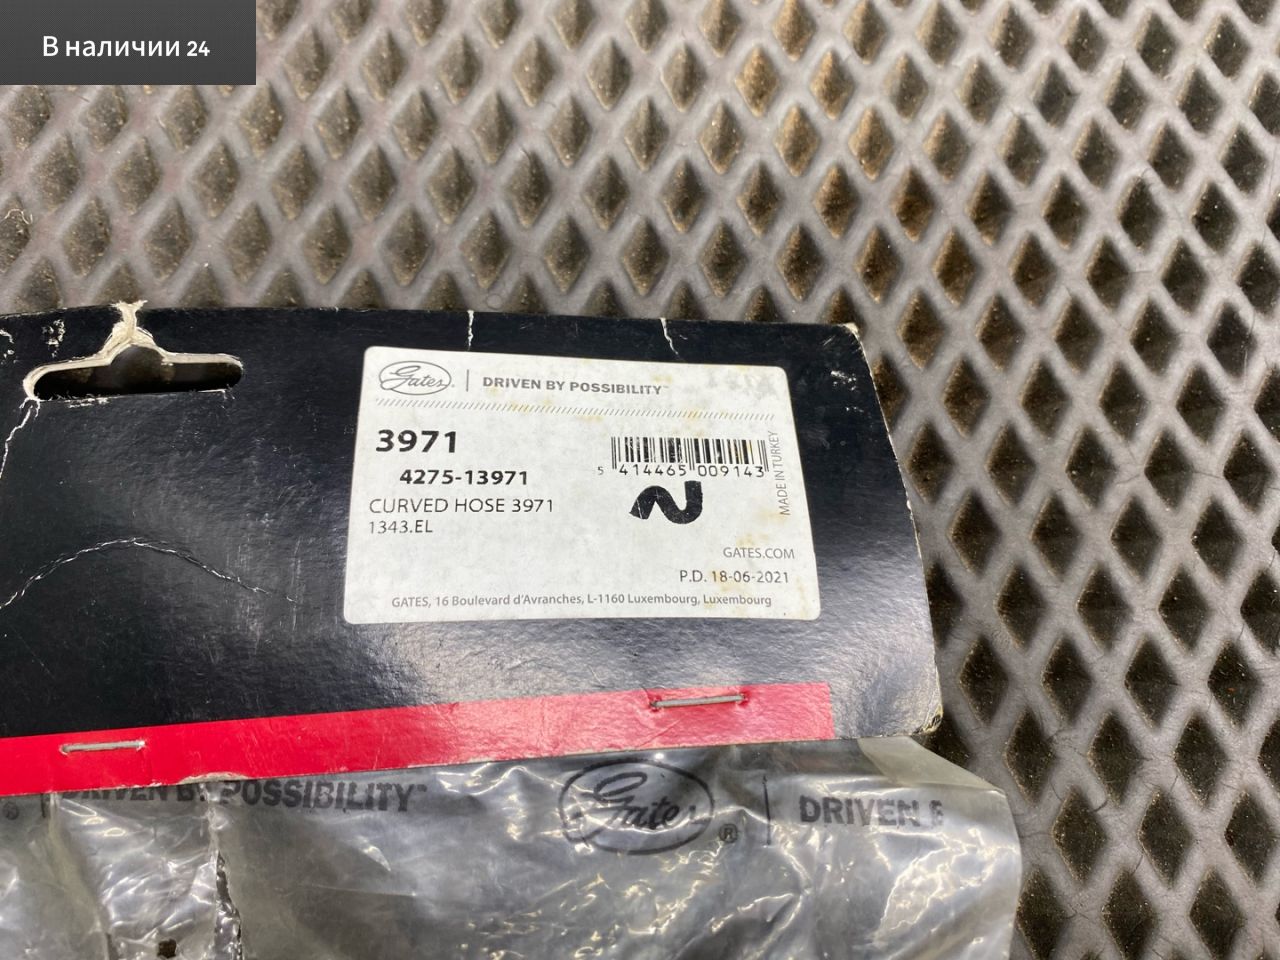 В наличии 24
Gates® | DRIVEN BY POSSIBILITY™
3971
4275-13971
CURVED HOSE 3971
1343.EL
5 414465 009143
MADE IN TURKEY
GATES.COM
P.D. 18-06-2021
GATES, 16 Boulevard d'Avranches, L-1160 Luxembourg, Luxembourg
® | DRIVEN BY POSSIBILITY™ Gates® | DRIVEN